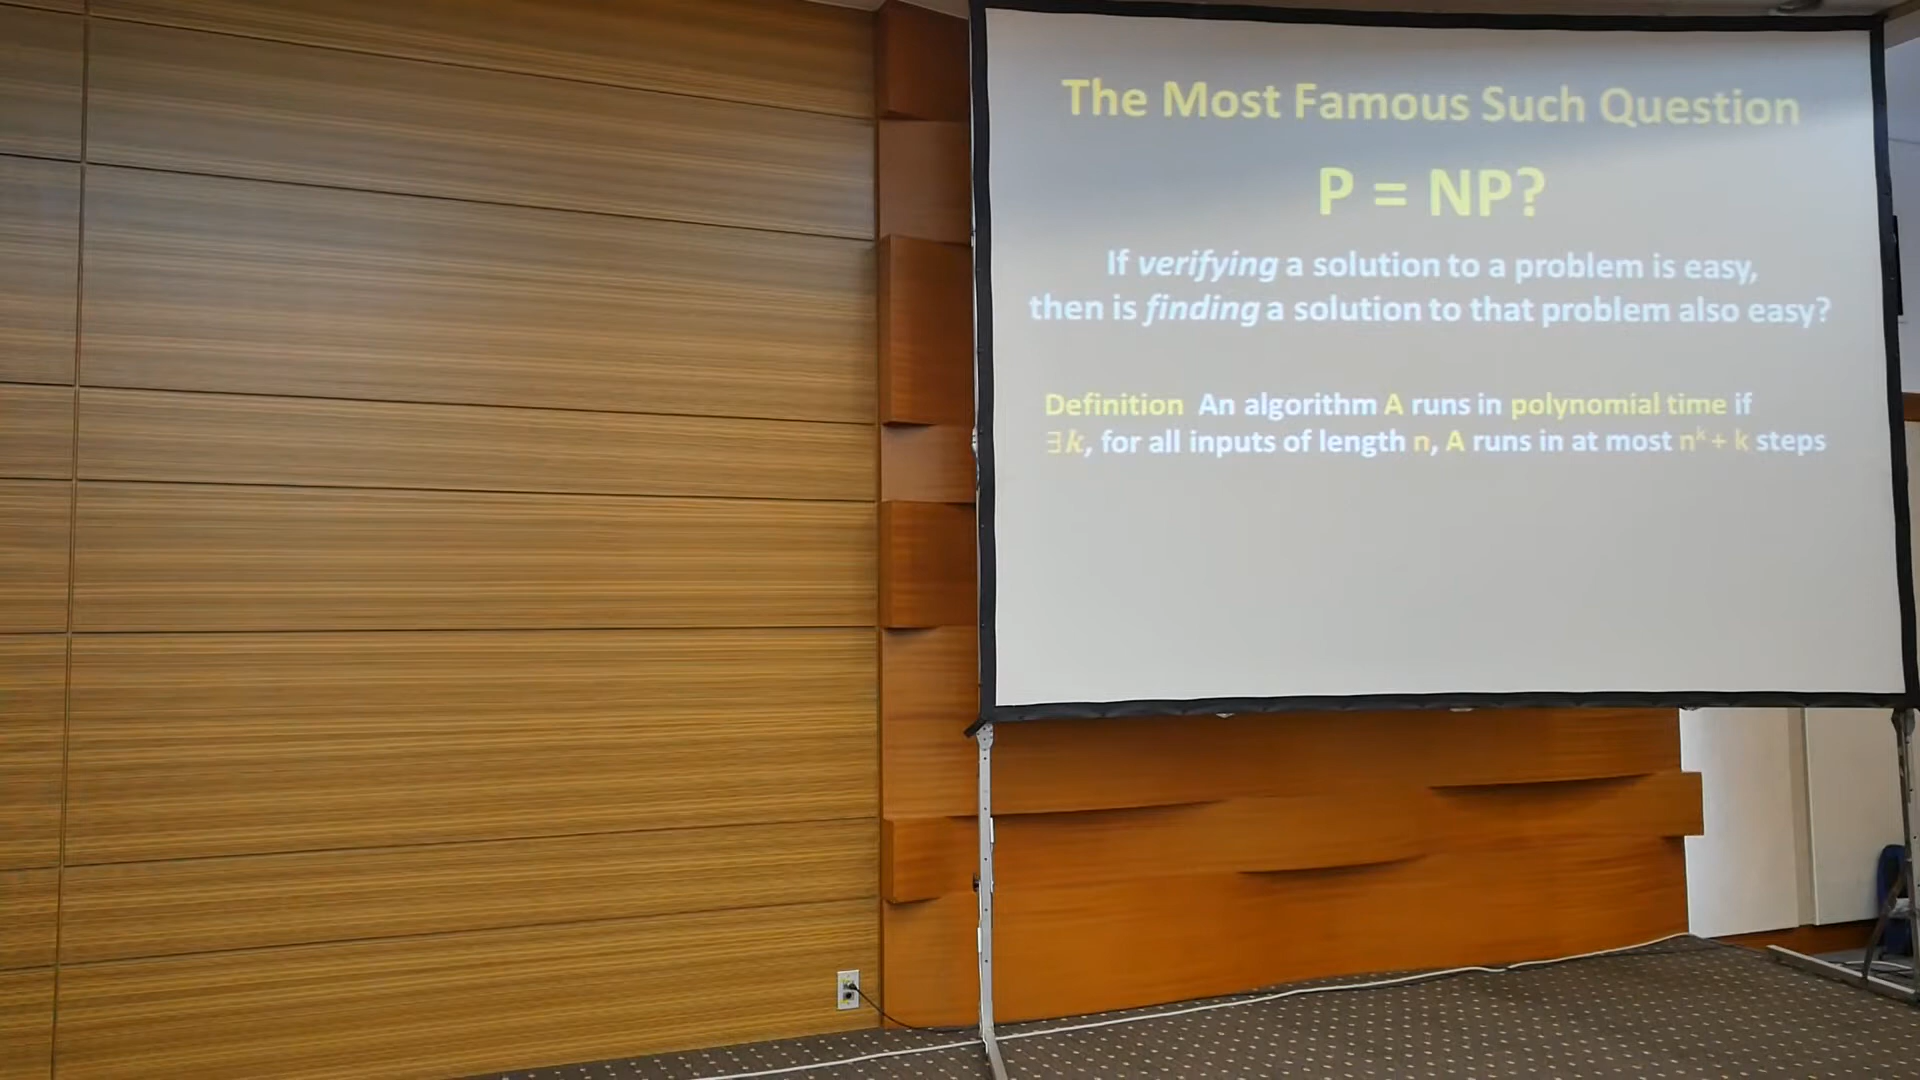 The Most Famous Such Question
P = NP?
If verifying a solution to a problem is easy,
then is finding a solution to that problem also easy?
Definition An algorithm A runs in polynomial time if
∃k, for all inputs of length n, A runs in at most nᵏ + k steps